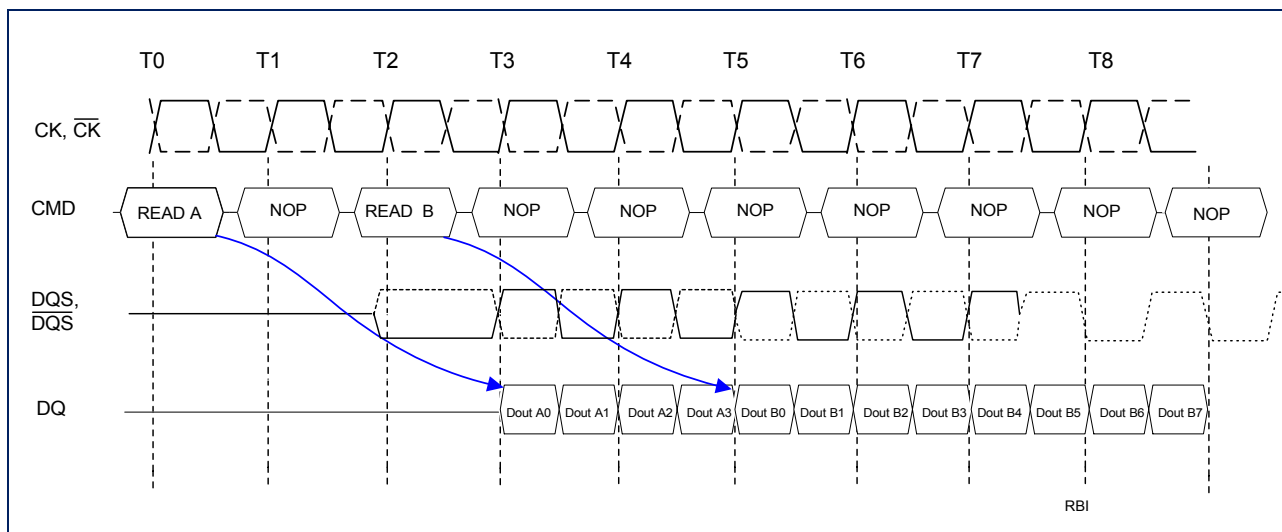 T0 T1 T2 T3 T4 T5 T6 T7 T8
CK, CK
CMD READ A NOP READ B NOP NOP NOP NOP NOP NOP NOP
DQS,
DQS
DQ Dout A0 Dout A1 Dout A2 Dout A3 Dout B0 Dout B1 Dout B2 Dout B3 Dout B4 Dout B5 Dout B6 Dout B7
RBI